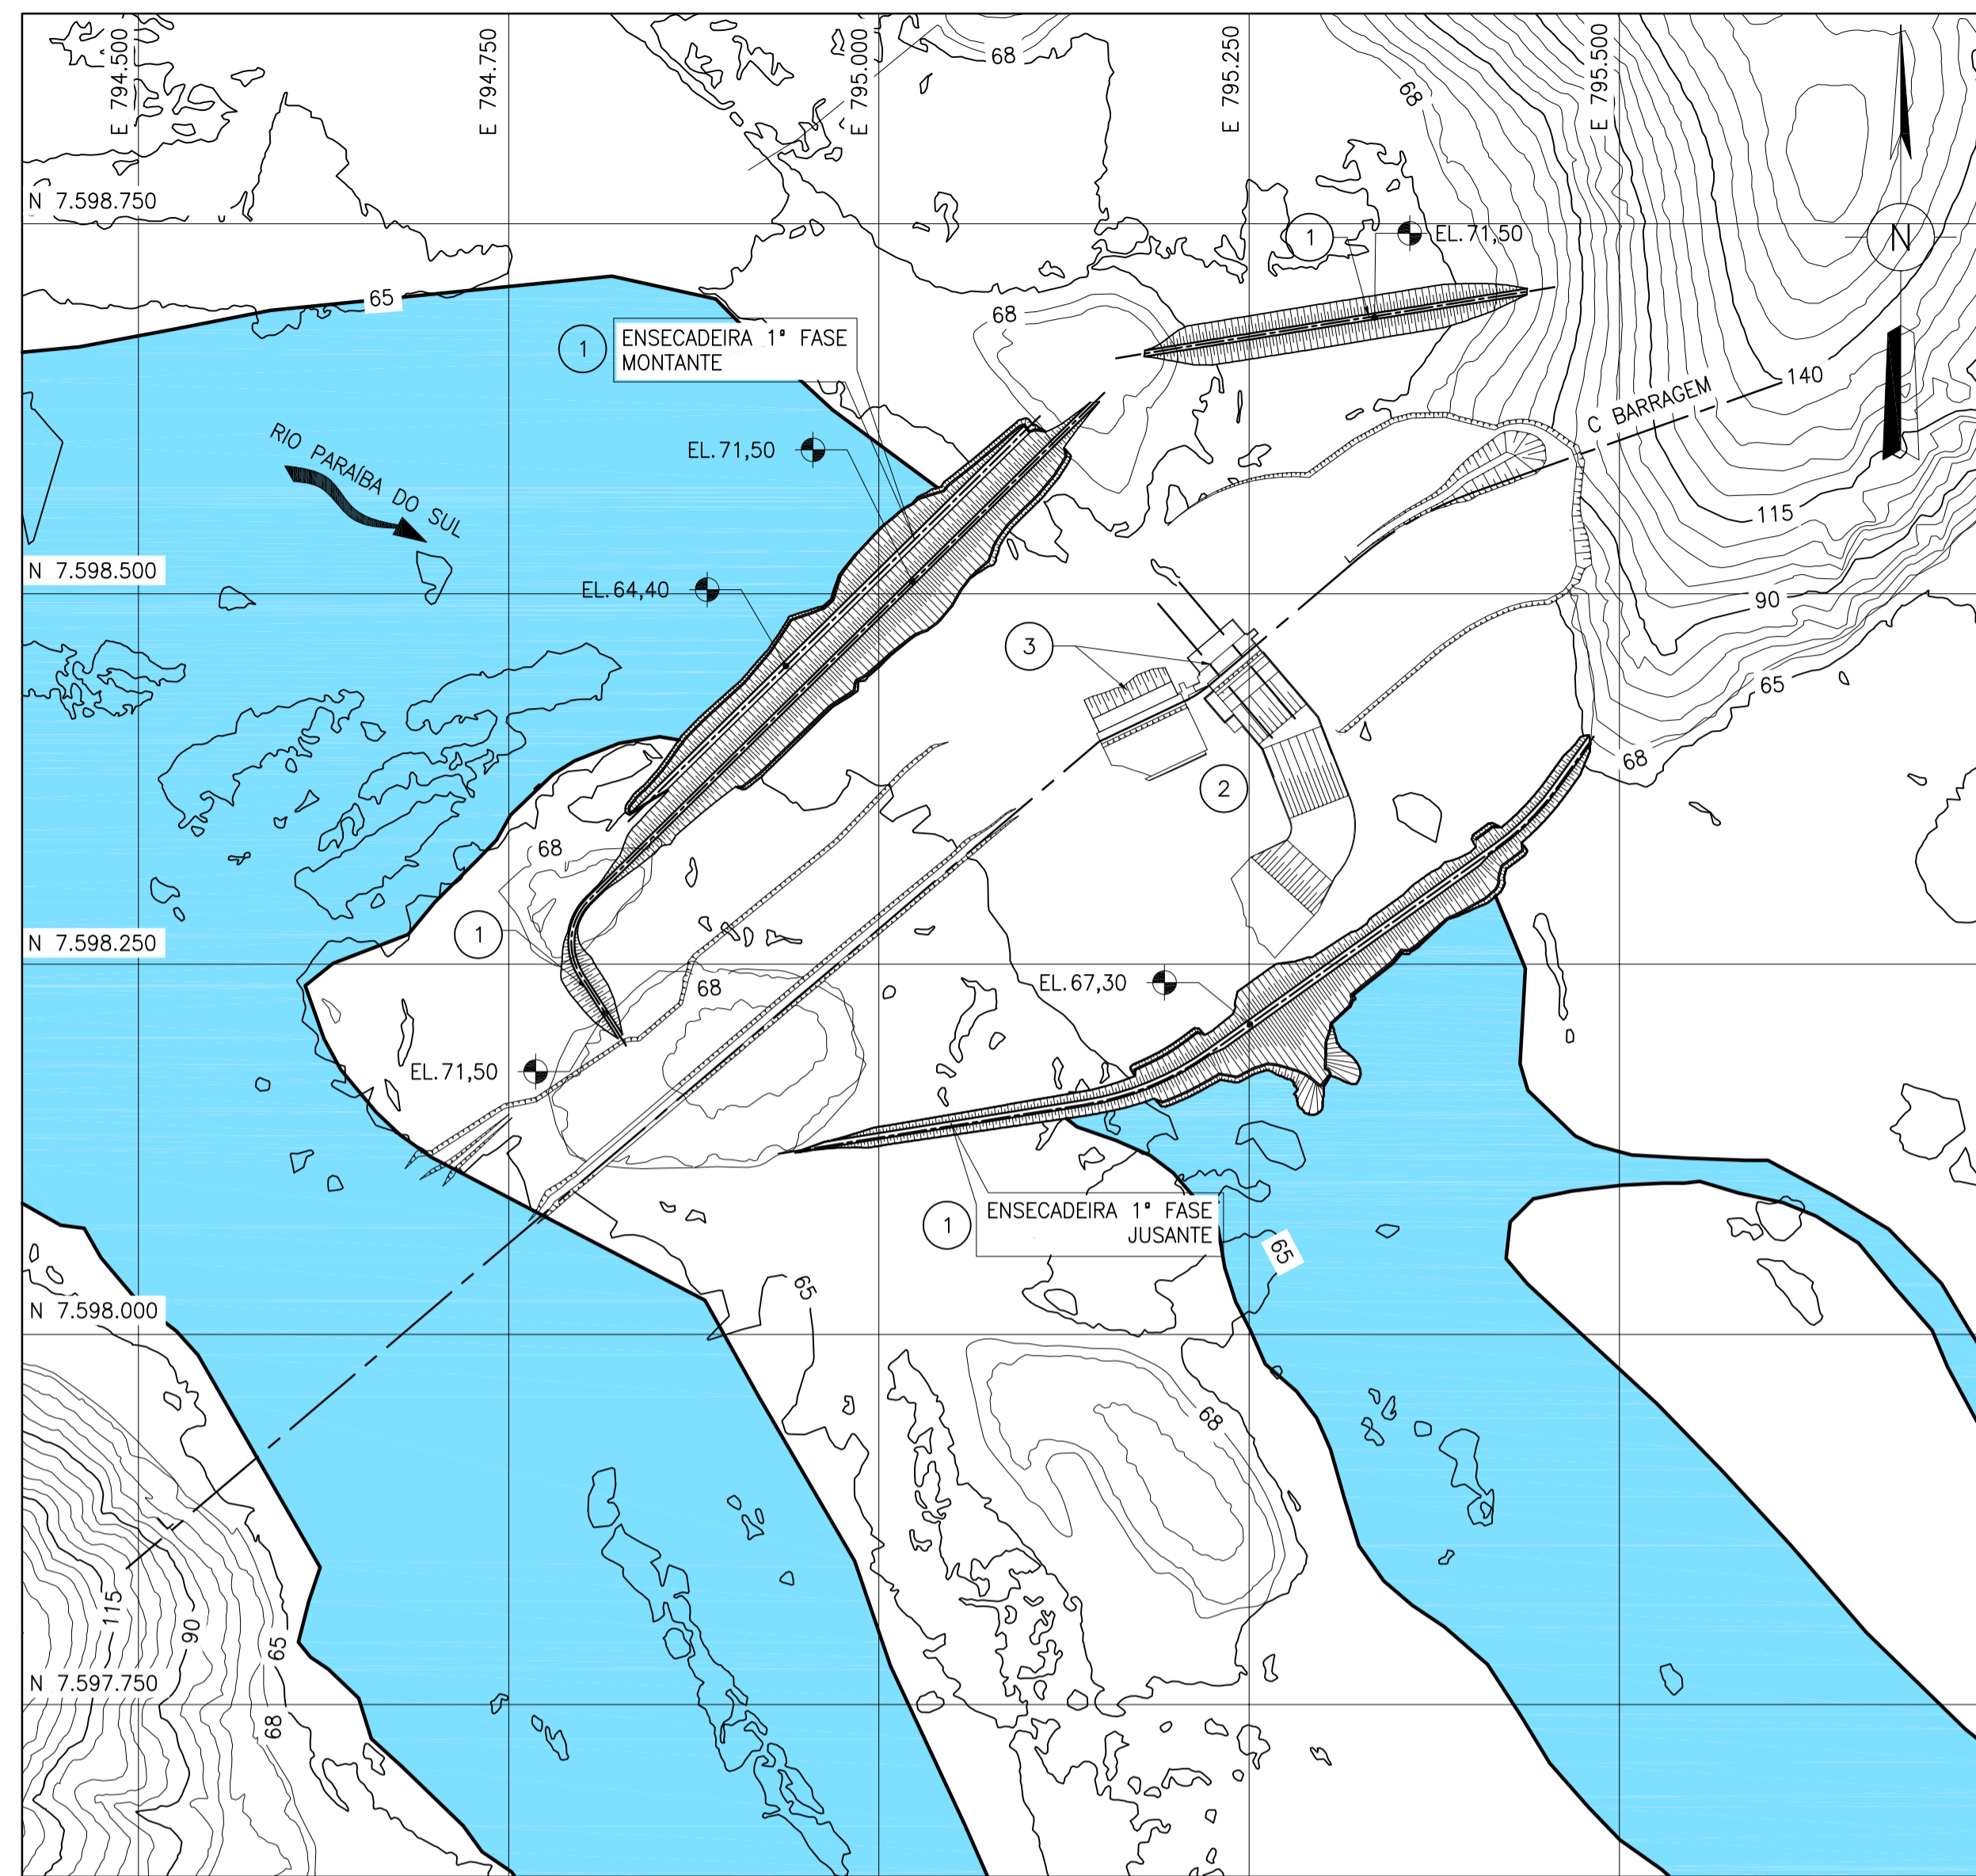 E 794.500
E 794.750
E 795.000
E 795.250
E 795.500
68
68
N 7.598.750
1
EL.71,50
N
65
68
1
ENSECADEIRA 1ª FASE
MONTANTE
140
C BARRAGEM
RIO PARAÍBA DO SUL
EL.71,50
115
N 7.598.500
EL.64,40
90
3
65
68
2
68
1
N 7.598.250
68
EL.67,30
EL.71,50
1
ENSECADEIRA 1ª FASE
JUSANTE
65
65
N 7.598.000
68
115
90
65
N 7.597.750
68